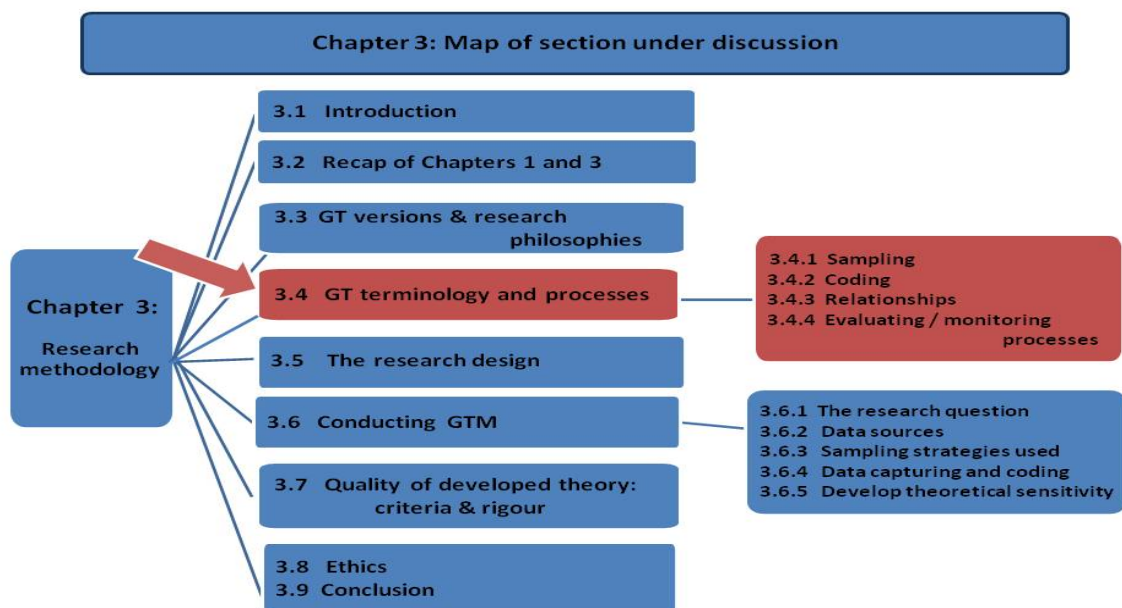 Chapter 3: Map of section under discussion
3.1 Introduction
3.2 Recap of Chapters 1 and 3
3.3 GT versions & research
philosophies
Chapter 3:
Research
methodology
3.4 GT terminology and processes
3.4.1 Sampling
3.4.2 Coding
3.4.3 Relationships
3.4.4 Evaluating / monitoring
processes
3.5 The research design
3.6 Conducting GTM
3.6.1 The research question
3.6.2 Data sources
3.6.3 Sampling strategies used
3.6.4 Data capturing and coding
3.6.5 Develop theoretical sensitivity
3.7 Quality of developed theory:
criteria & rigour
3.8 Ethics
3.9 Conclusion